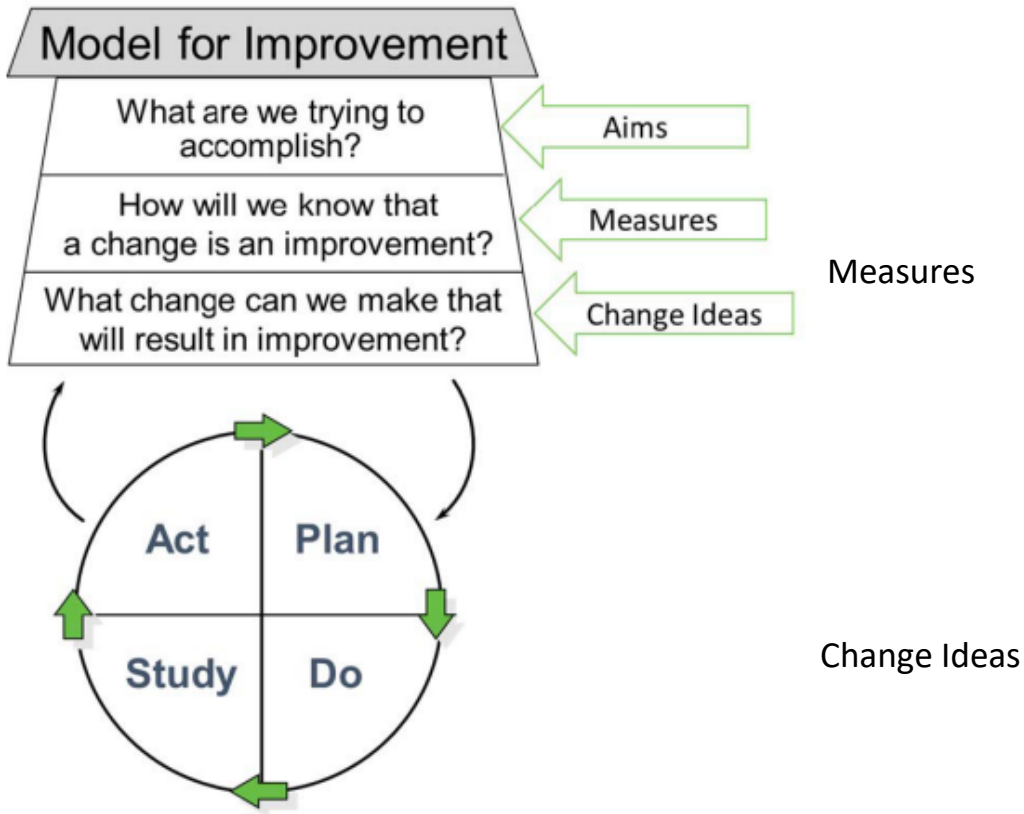 Model for Improvement
What are we trying to
accomplish?
Aims
How will we know that
a change is an improvement?
Measures
Measures
What change can we make that
will result in improvement?
Change Ideas
Act
Plan
Study
Do
Change Ideas